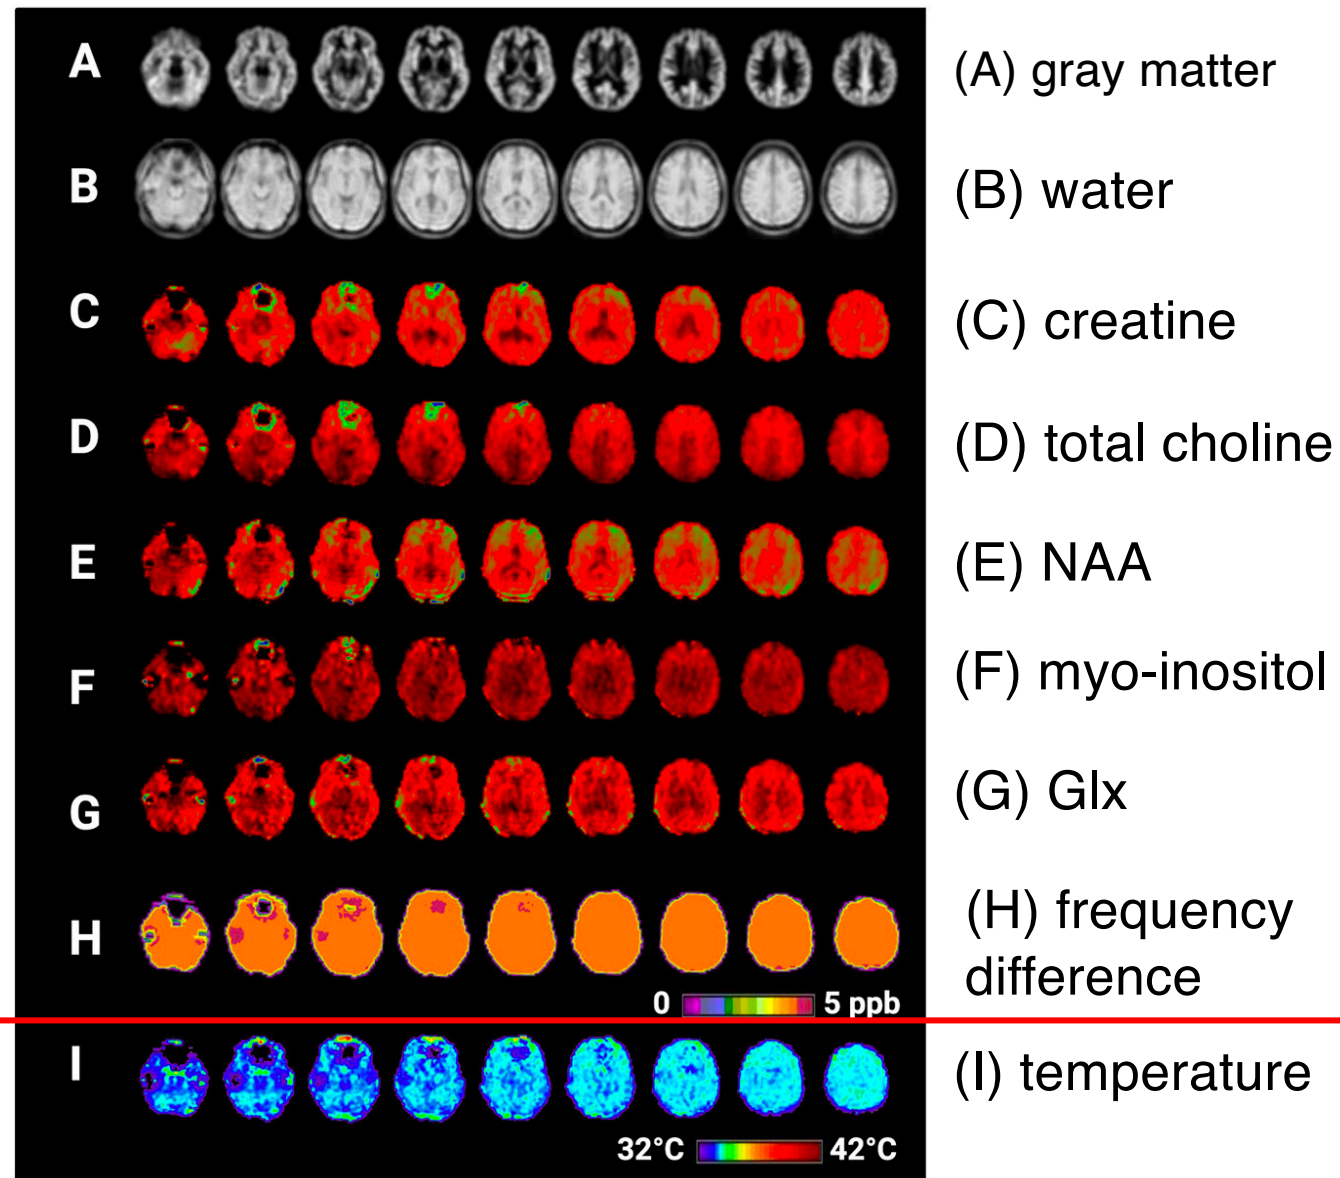 A (A) gray matter
B (B) water
C (C) creatine
D (D) total choline
E (E) NAA
F (F) myo-inositol
G (G) Glx
H (H) frequency
difference
0 5 ppb
I (I) temperature
32°C 42°C